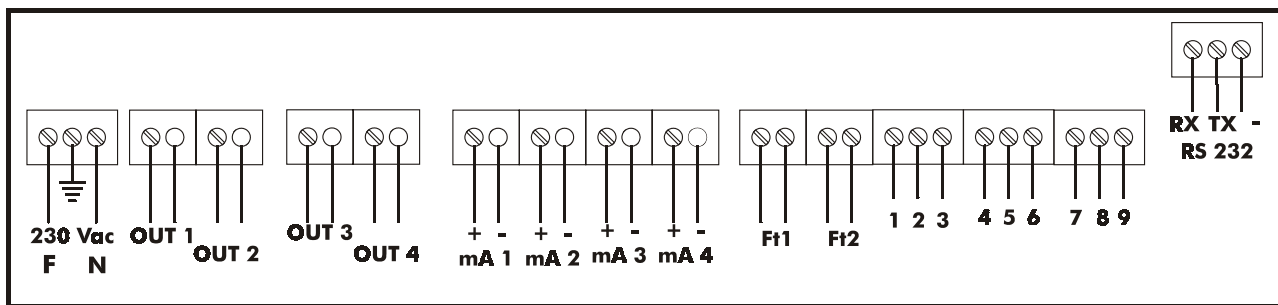 230 Vac
F N
OUT 1
OUT 2
OUT 3
OUT 4
+ -
mA 1
+ -
mA 2
+ -
mA 3
+ -
mA 4
Ft1
Ft2
1 2 3
4 5 6
7 8 9
RX TX -
RS 232